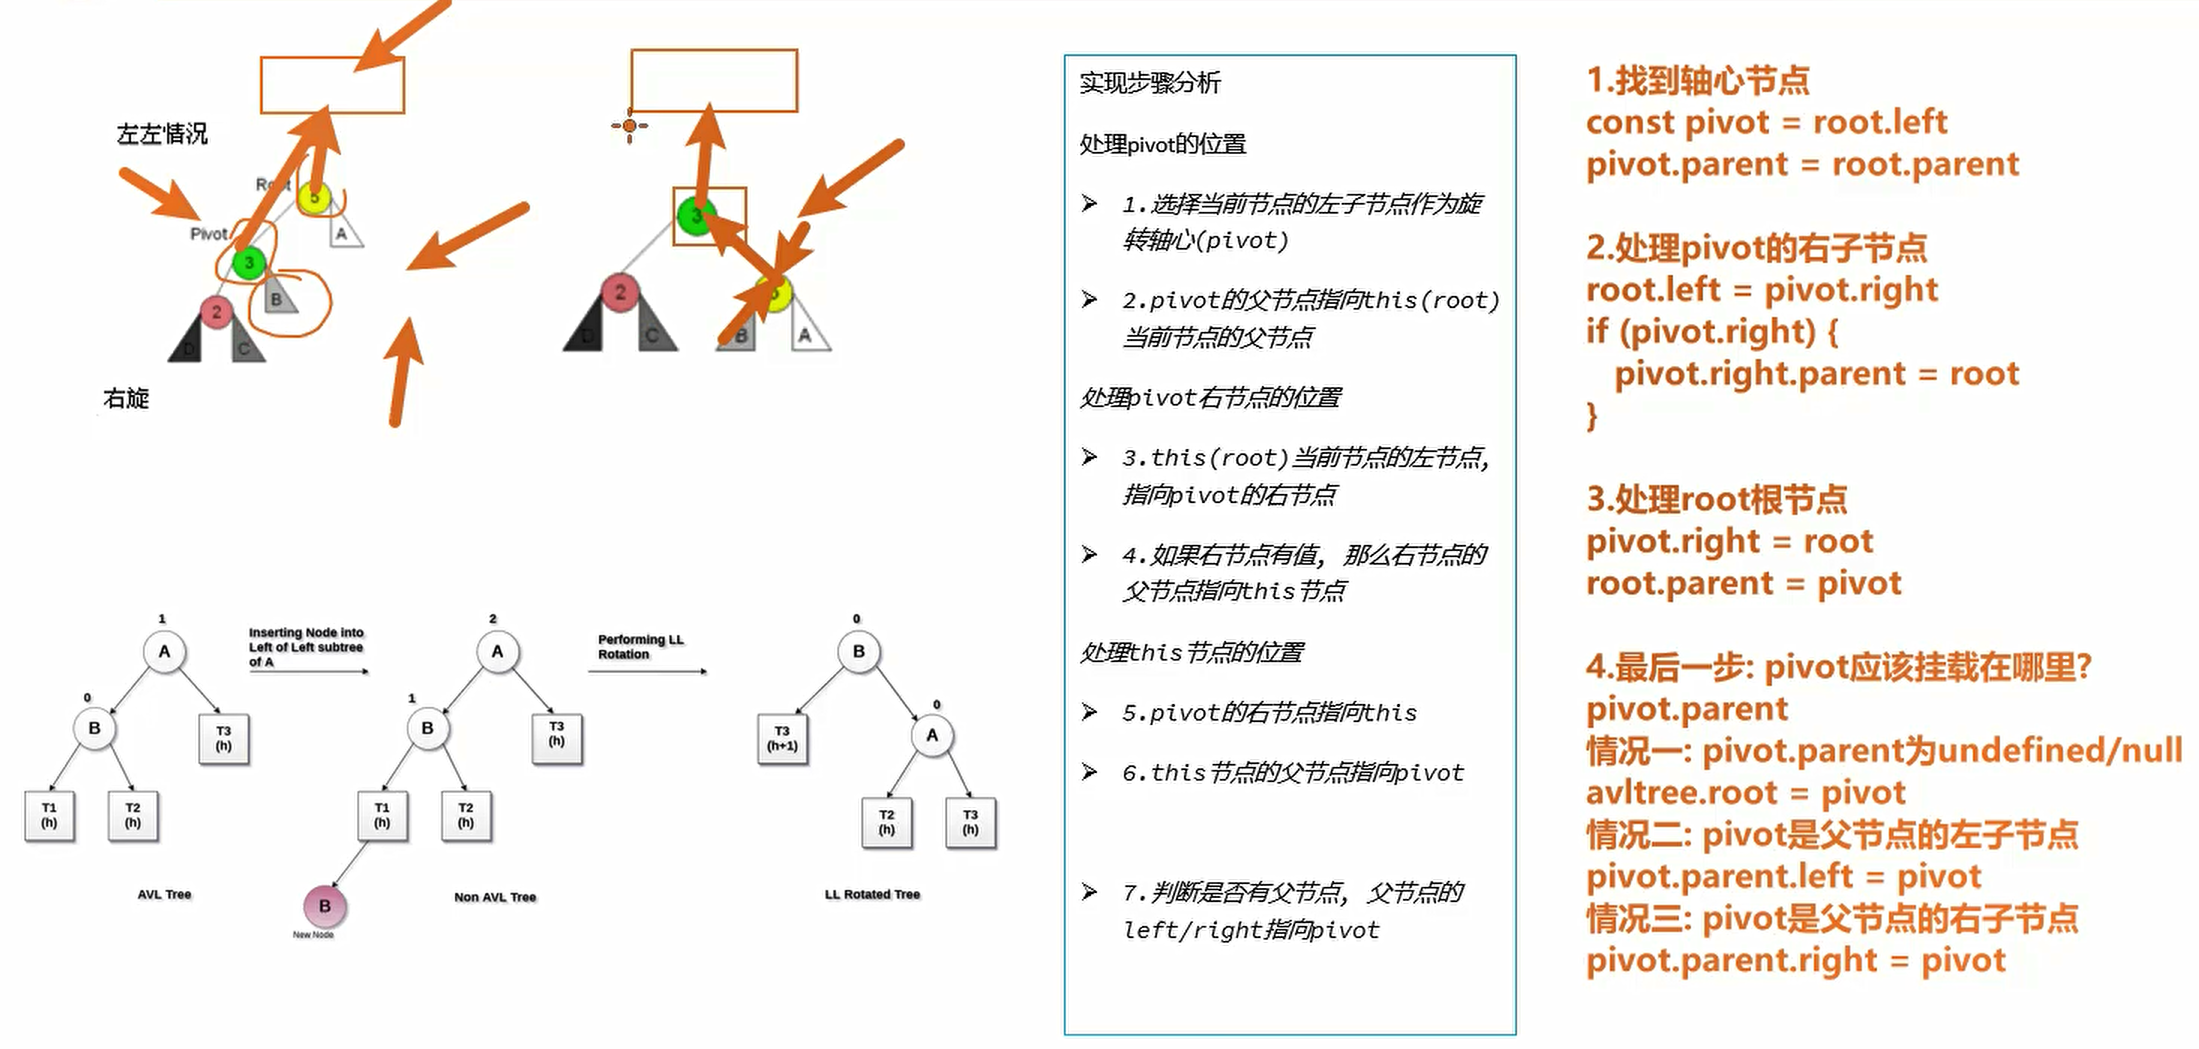 左左情况
Root
5
A
Pivot
3
B
2
D
C
右旋
3
2
5
D
C
B
A
1
A
0
B
T3
(h)
T1
(h)
T2
(h)
AVL Tree
Inserting Node into
Left of Left subtree
of A
2
A
1
B
T3
(h)
T1
(h)
T2
(h)
B
New Node
Non AVL Tree
Performing LL
Rotation
0
B
0
T3
(h+1)
A
T2
(h)
T3
(h)
LL Rotated Tree
实现步骤分析
处理pivot的位置
➢ 1.选择当前节点的左子节点作为旋
转轴心(pivot)
➢ 2.pivot的父节点指向this(root)
当前节点的父节点
处理pivot右节点的位置
➢ 3.this(root)当前节点的左节点,
指向pivot的右节点
➢ 4.如果右节点有值, 那么右节点的
父节点指向this节点
处理this节点的位置
➢ 5.pivot的右节点指向this
➢ 6.this节点的父节点指向pivot
➢ 7.判断是否有父节点, 父节点的
left/right指向pivot
1.找到轴心节点
const pivot = root.left
pivot.parent = root.parent
2.处理pivot的右子节点
root.left = pivot.right
if (pivot.right) {
pivot.right.parent = root
}
3.处理root根节点
pivot.right = root
root.parent = pivot
4.最后一步: pivot应该挂载在哪里?
pivot.parent
情况一: pivot.parent为undefined/null
avltree.root = pivot
情况二: pivot是父节点的左子节点
pivot.parent.left = pivot
情况三: pivot是父节点的右子节点
pivot.parent.right = pivot